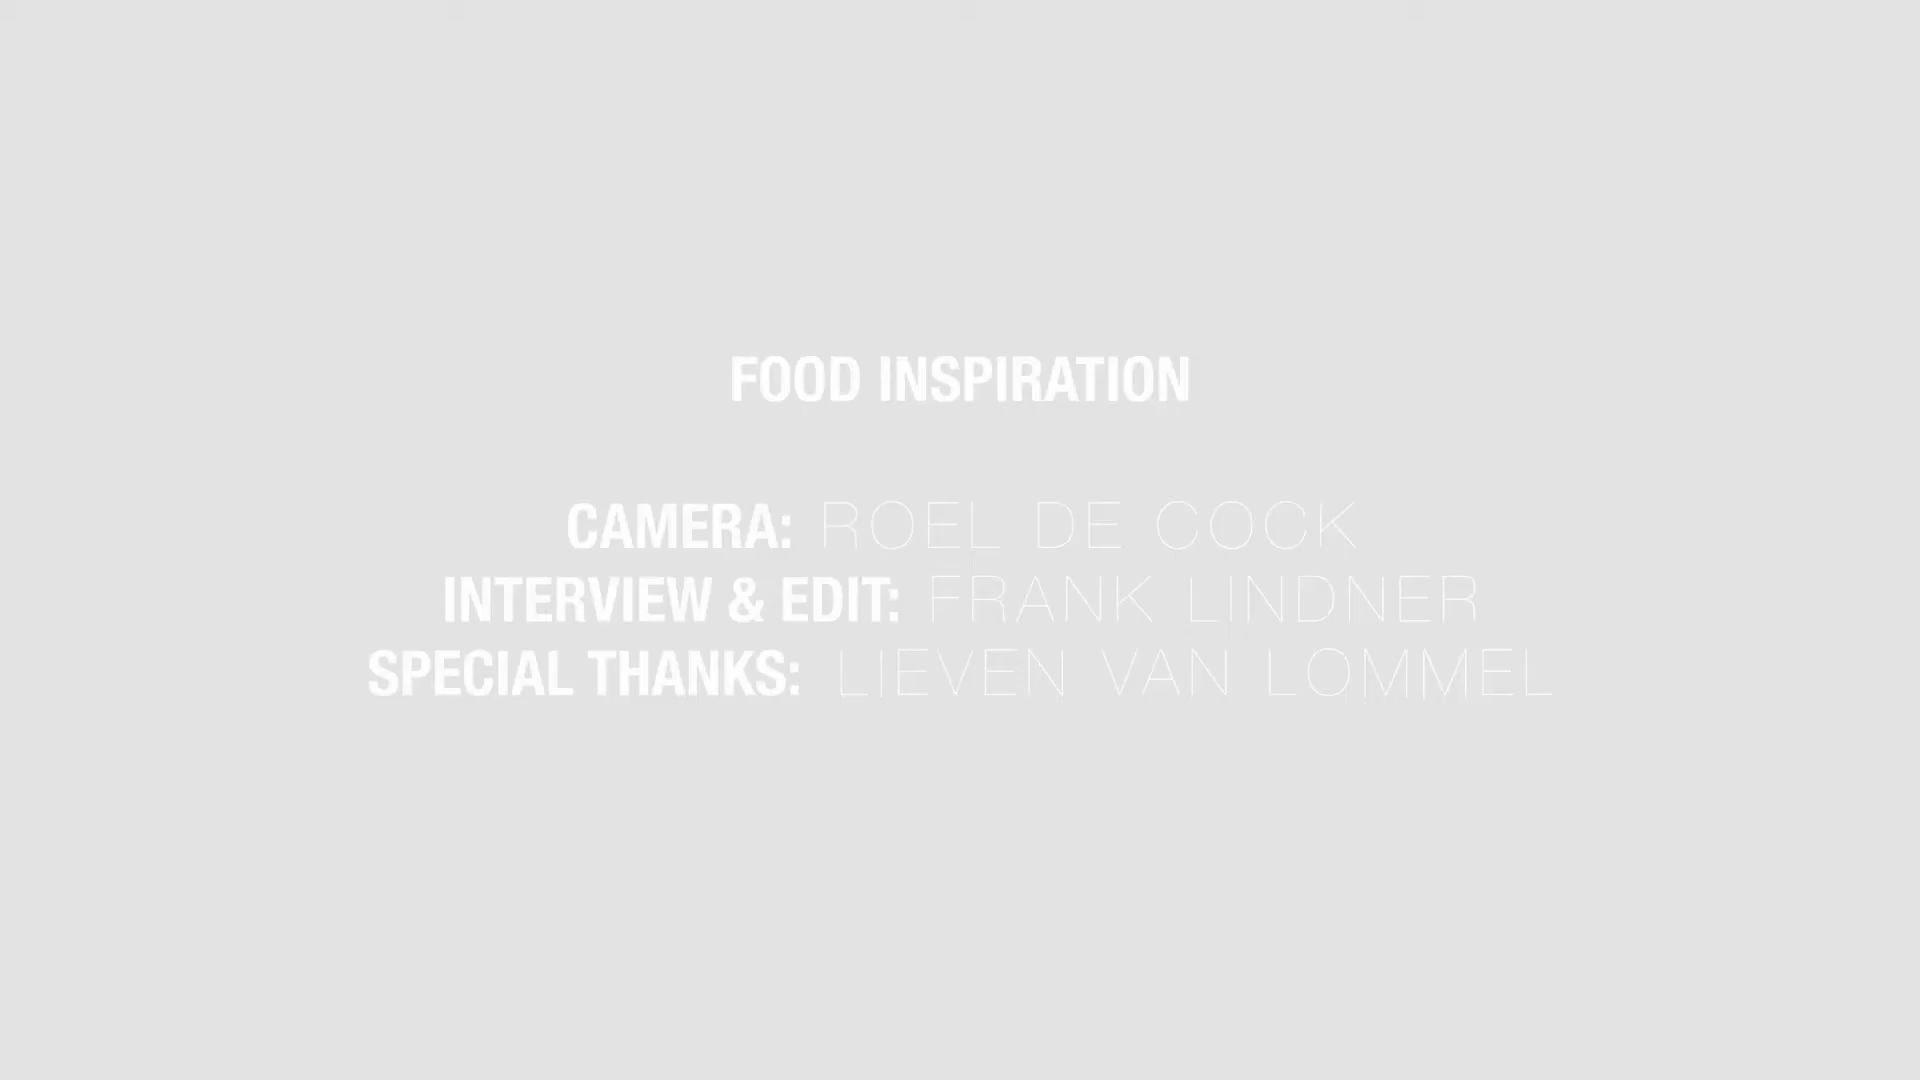 FOOD INSPIRATION
CAMERA: ROEL DE COCK
INTERVIEW & EDIT: FRANK LINDNER
SPECIAL THANKS: LIEVEN VAN LOMMEL